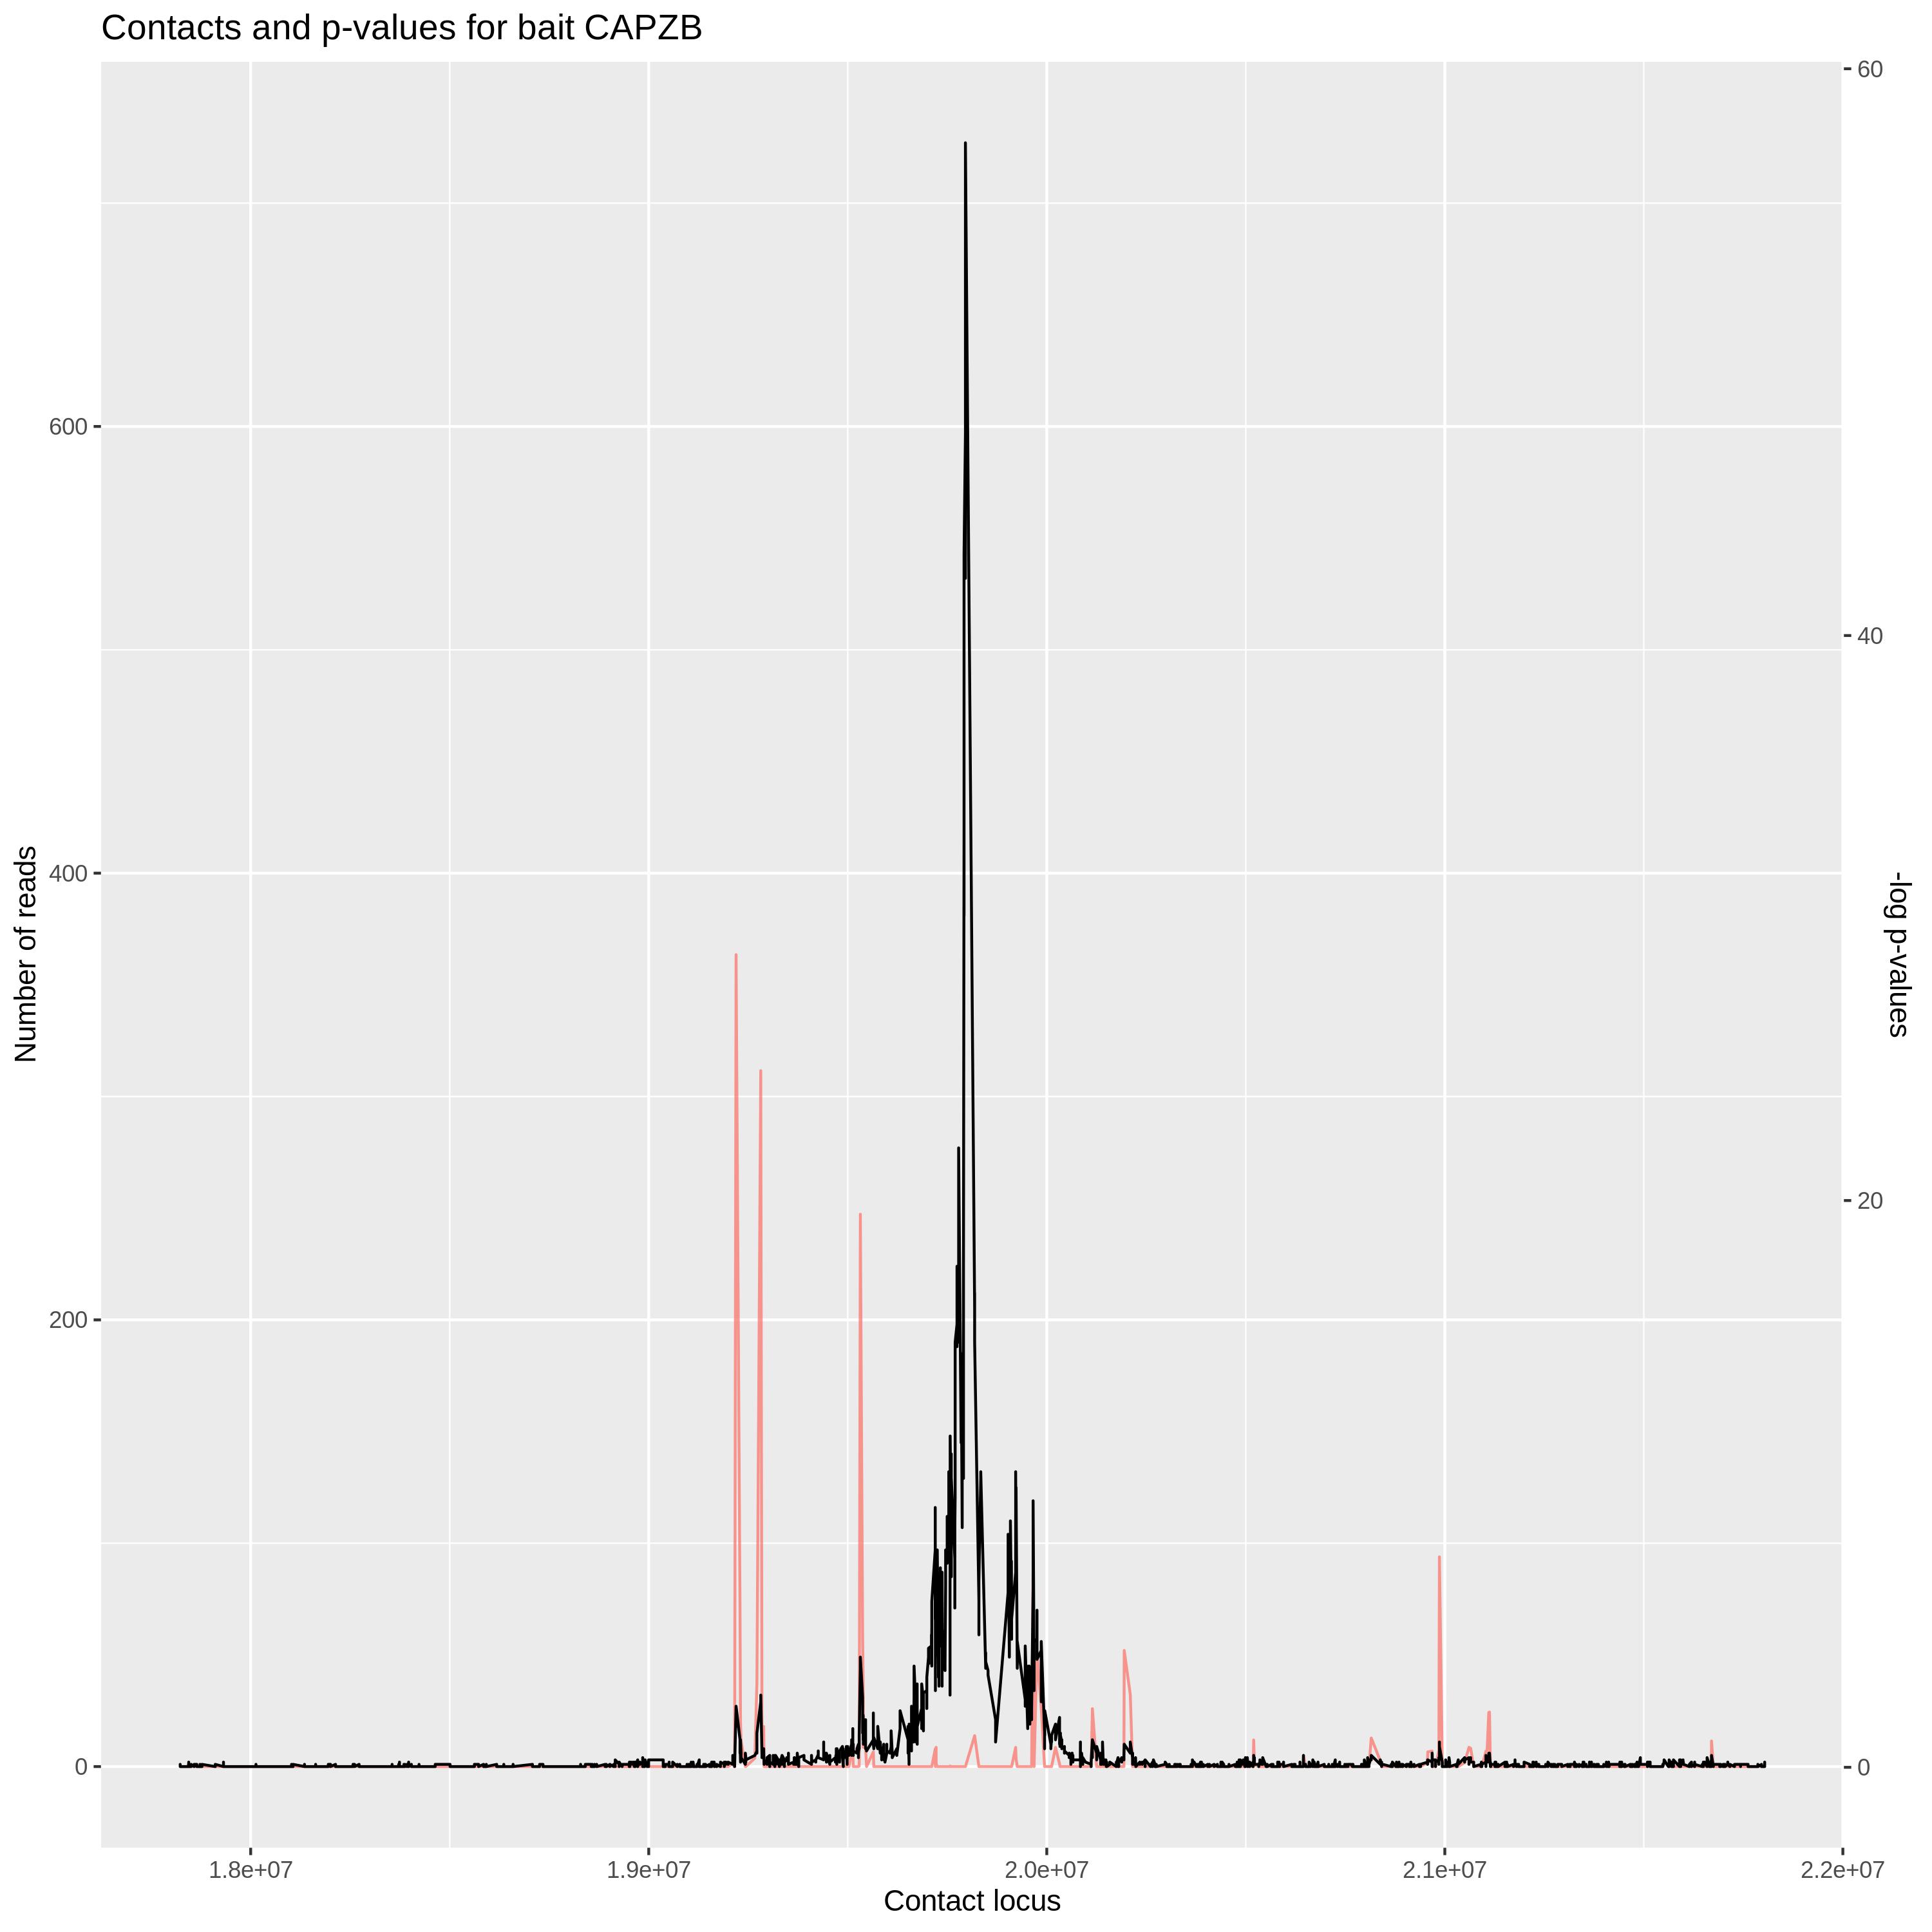 Contacts and p-values for bait CAPZB
60
600
40
Number of reads
400
-log p-values
20
200
0
0
1.8e+07
1.9e+07
2.0e+07
2.1e+07
2.2e+07
Contact locus